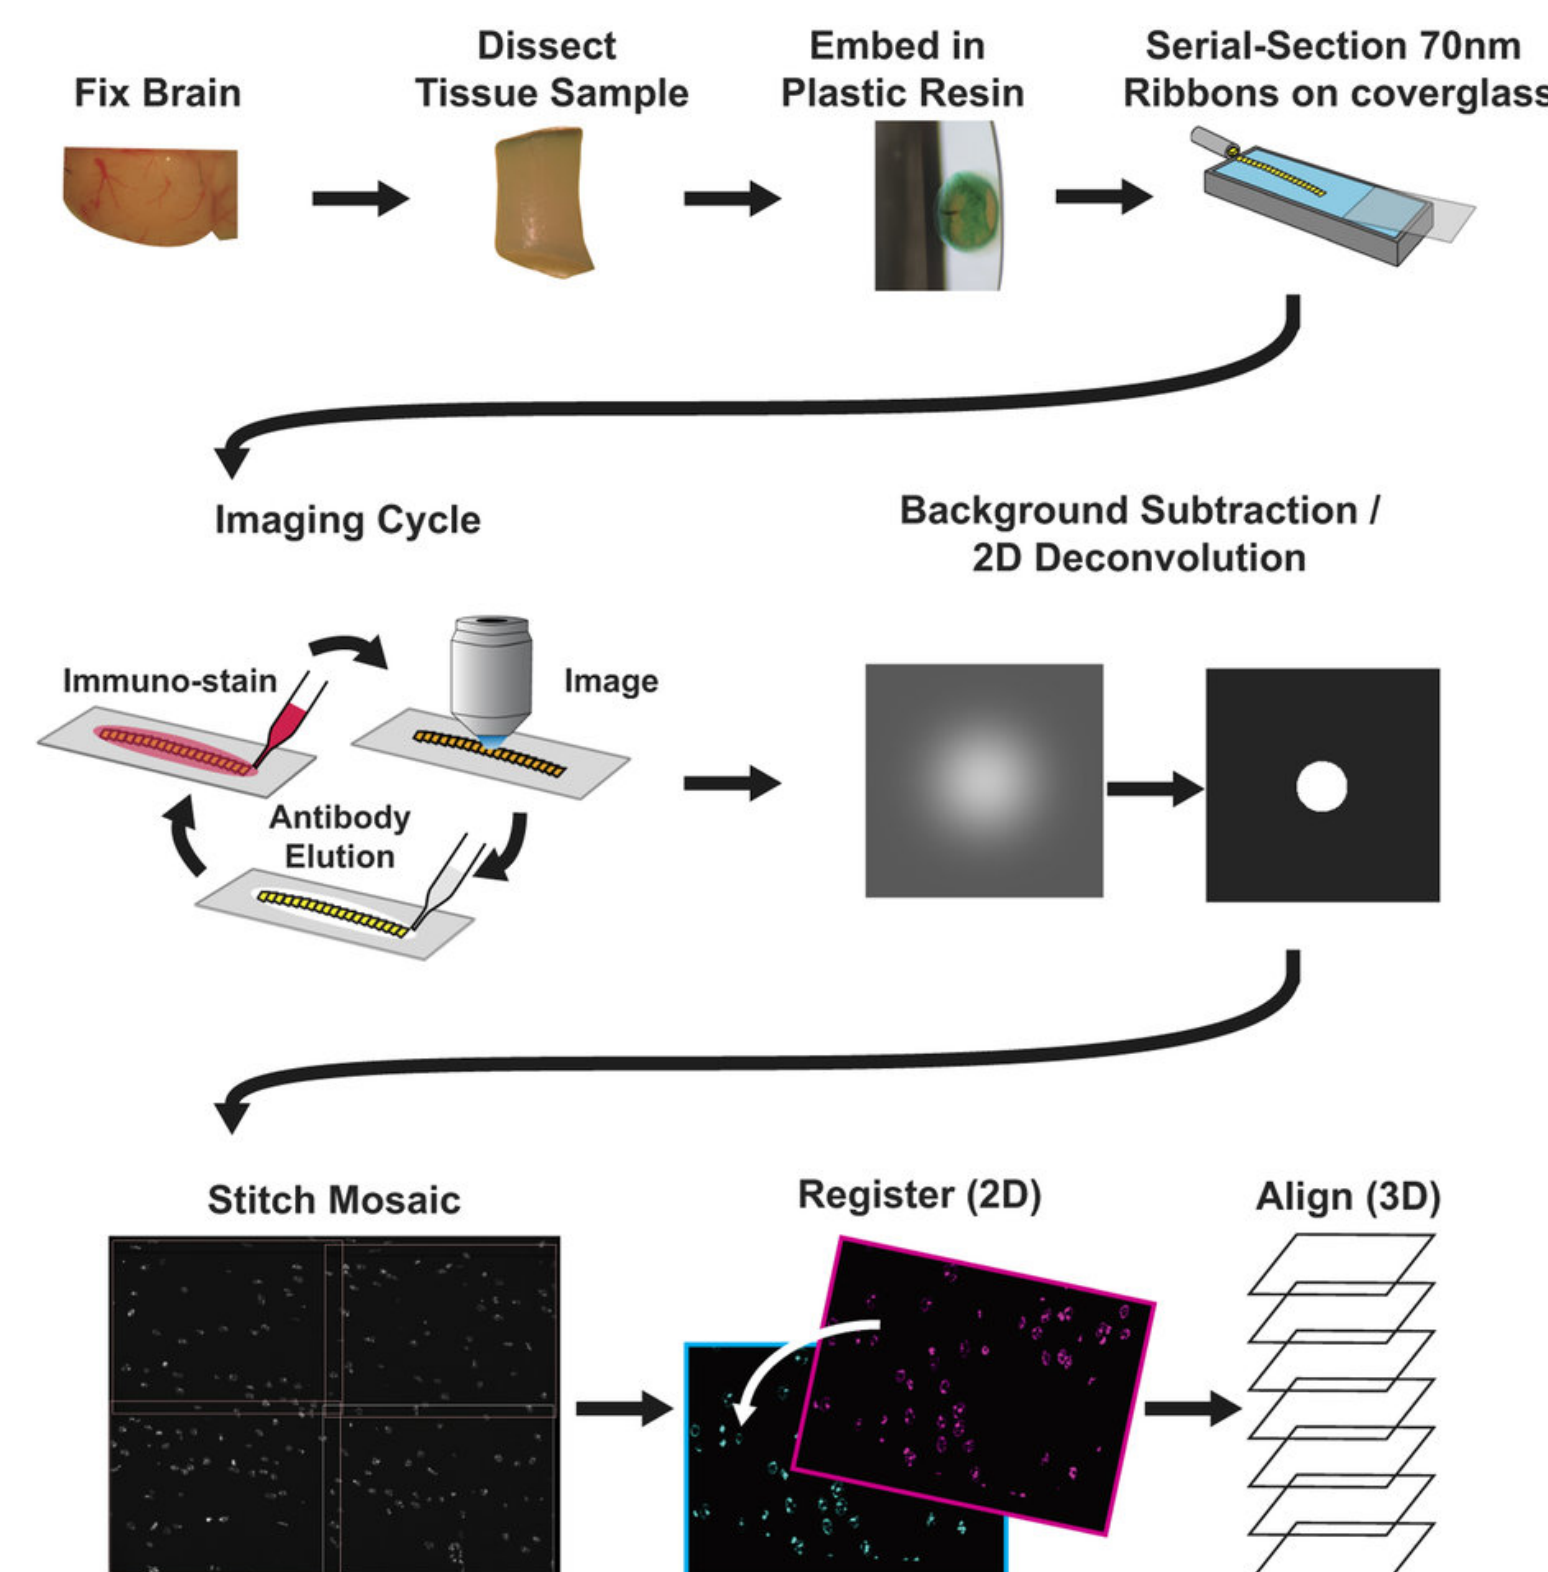 Fix Brain
Dissect
Tissue Sample
Embed in
Plastic Resin
Serial-Section 70nm
Ribbons on coverglass
Imaging Cycle
Immuno-stain
Image
Antibody
Elution
Background Subtraction /
2D Deconvolution
Stitch Mosaic
Register (2D)
Align (3D)